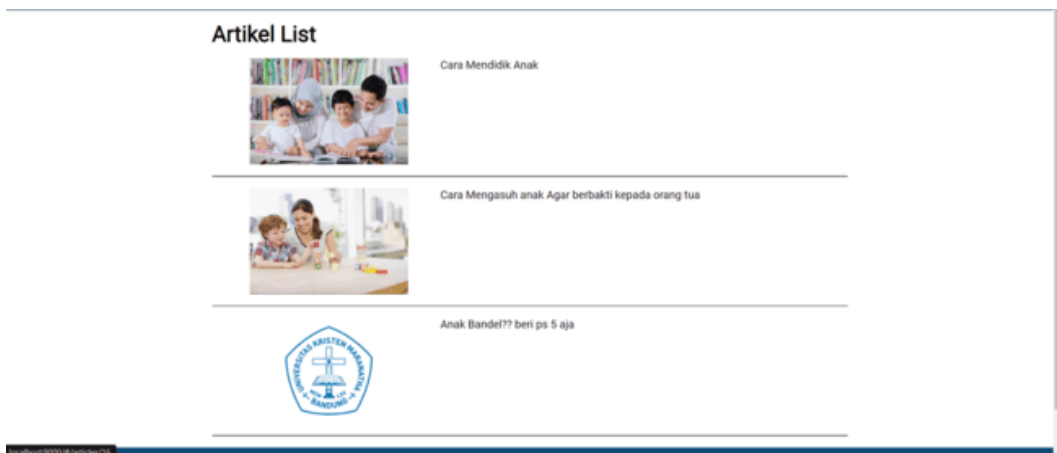 Artikel List
Cara Mendidik Anak
Cara Mengasuh anak Agar berbakti kepada orang tua
Anak Bandel?? beri ps 5 aja
UNIVERSITAS KRISTEN MARANATHA
BANDUNG